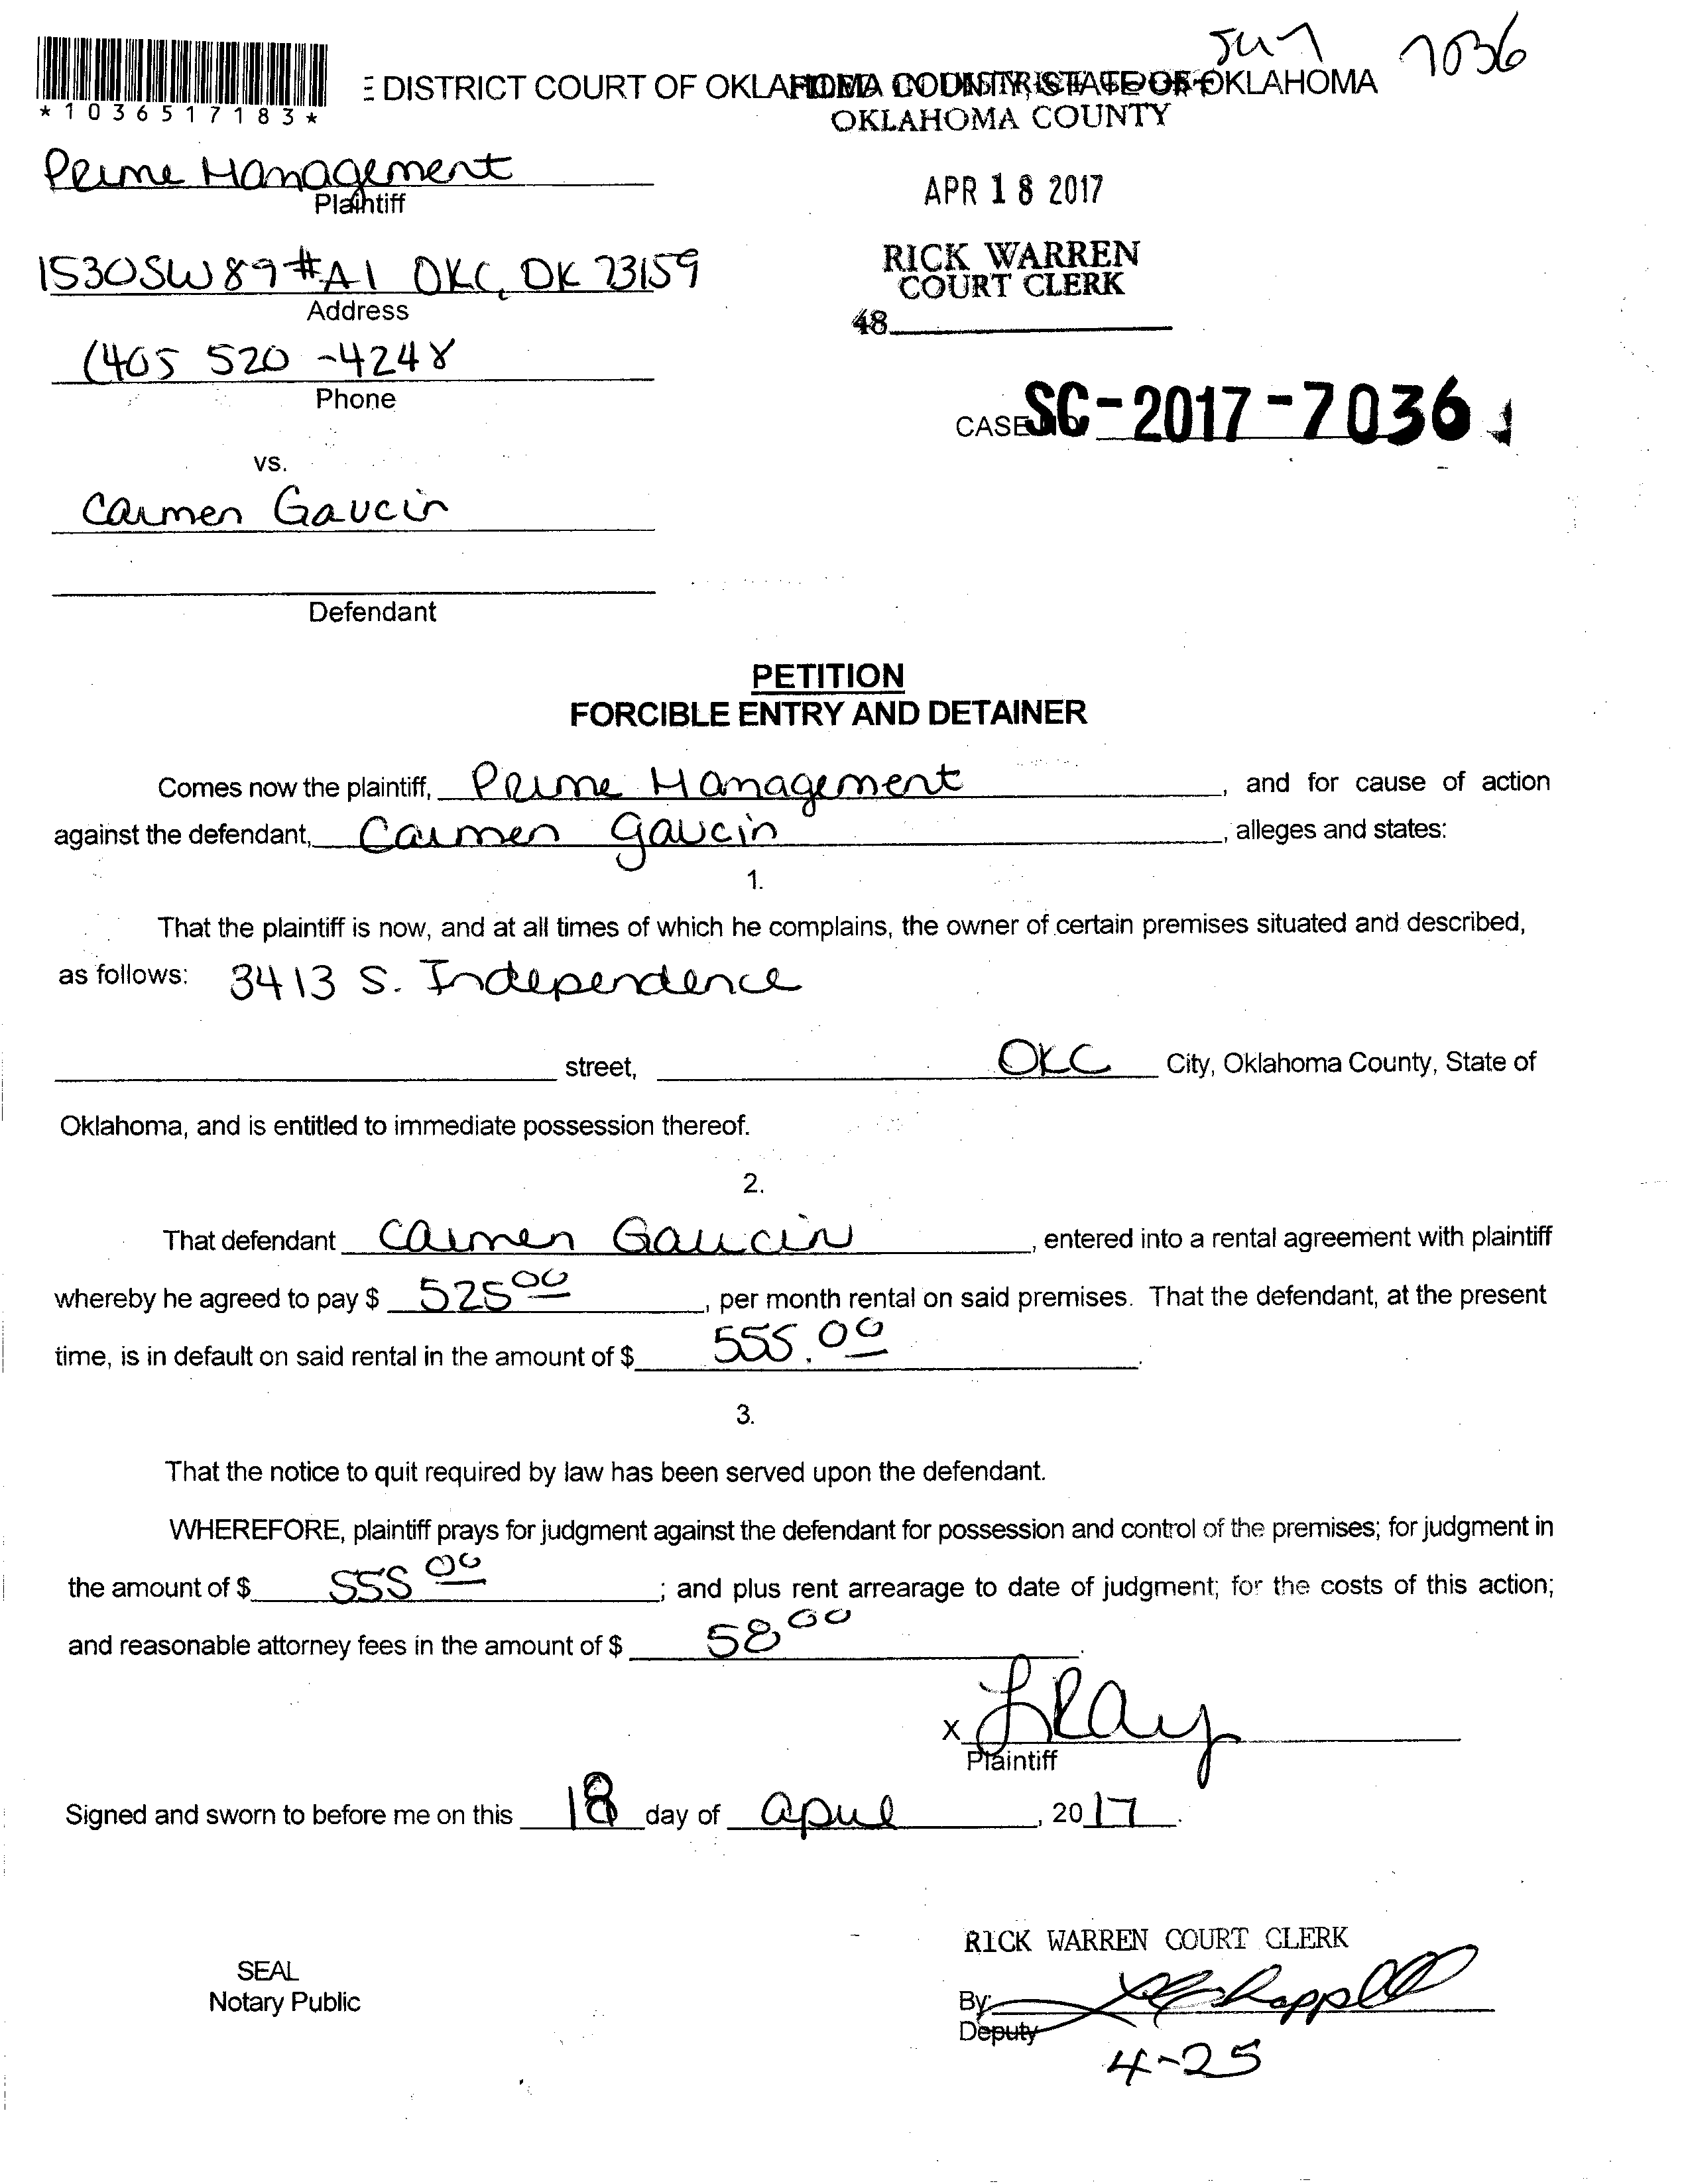 JU7 7036
*1036517183*
E DISTRICT COURT OF OKLAHOMA COUNTY, STATE OF OKLAHOMA
FILED IN DISTRICT COURT
OKLAHOMA COUNTY
Prime Management
Plaintiff
APR 18 2017
1530 SW 89 #A1 OKC, OK 73159
Address
RICK WARREN
COURT CLERK
48
(405 520-4248
Phone
CASE SC-2017-7036 J
vs.
Carmen Gaucin
Defendant
PETITION
FORCIBLE ENTRY AND DETAINER
Comes now the plaintiff, Prime Management, and for cause of action
against the defendant, Carmen Gaucin, alleges and states:
1.
That the plaintiff is now, and at all times of which he complains, the owner of certain premises situated and described,
as follows: 3413 S. Independence
street, OKC City, Oklahoma County, State of
Oklahoma, and is entitled to immediate possession thereof.
2.
That defendant Carmen Gaucin, entered into a rental agreement with plaintiff
whereby he agreed to pay $ 525 00, per month rental on said premises. That the defendant, at the present
time, is in default on said rental in the amount of $ 555.00.
3.
That the notice to quit required by law has been served upon the defendant.
WHEREFORE, plaintiff prays for judgment against the defendant for possession and control of the premises; for judgment in
the amount of $ 555 00; and plus rent arrearage to date of judgment; for the costs of this action;
and reasonable attorney fees in the amount of $ 58 00.
X LRay
Plaintiff
Signed and sworn to before me on this 18 day of april, 2017.
RICK WARREN COURT CLERK
SEAL
Notary Public
By:
Deputy
4-25